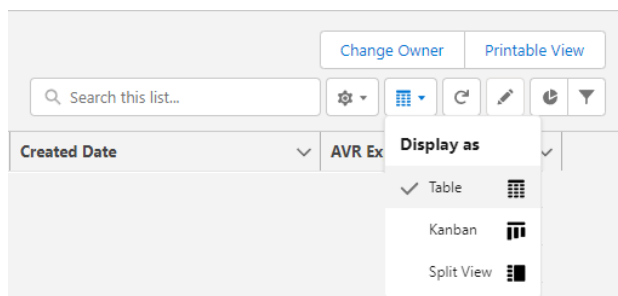 Change Owner Printable View
Search this list...
Created Date AVR Ex
Display as
Table
Kanban
Split View